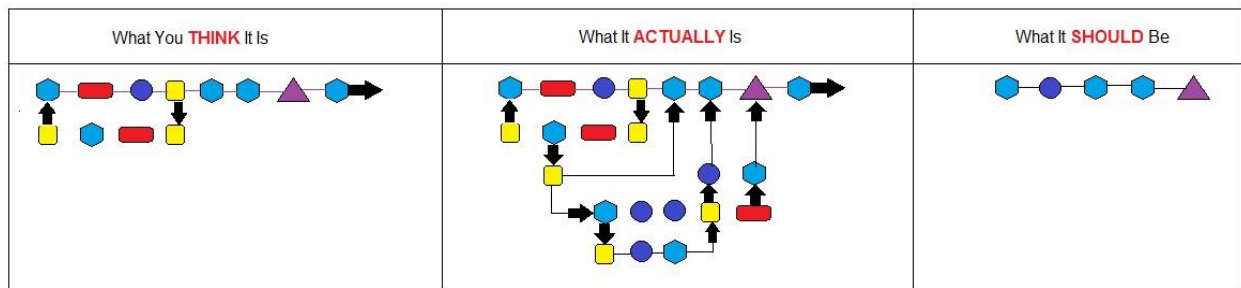 What You THINK It Is
What It ACTUALLY Is
What It SHOULD Be